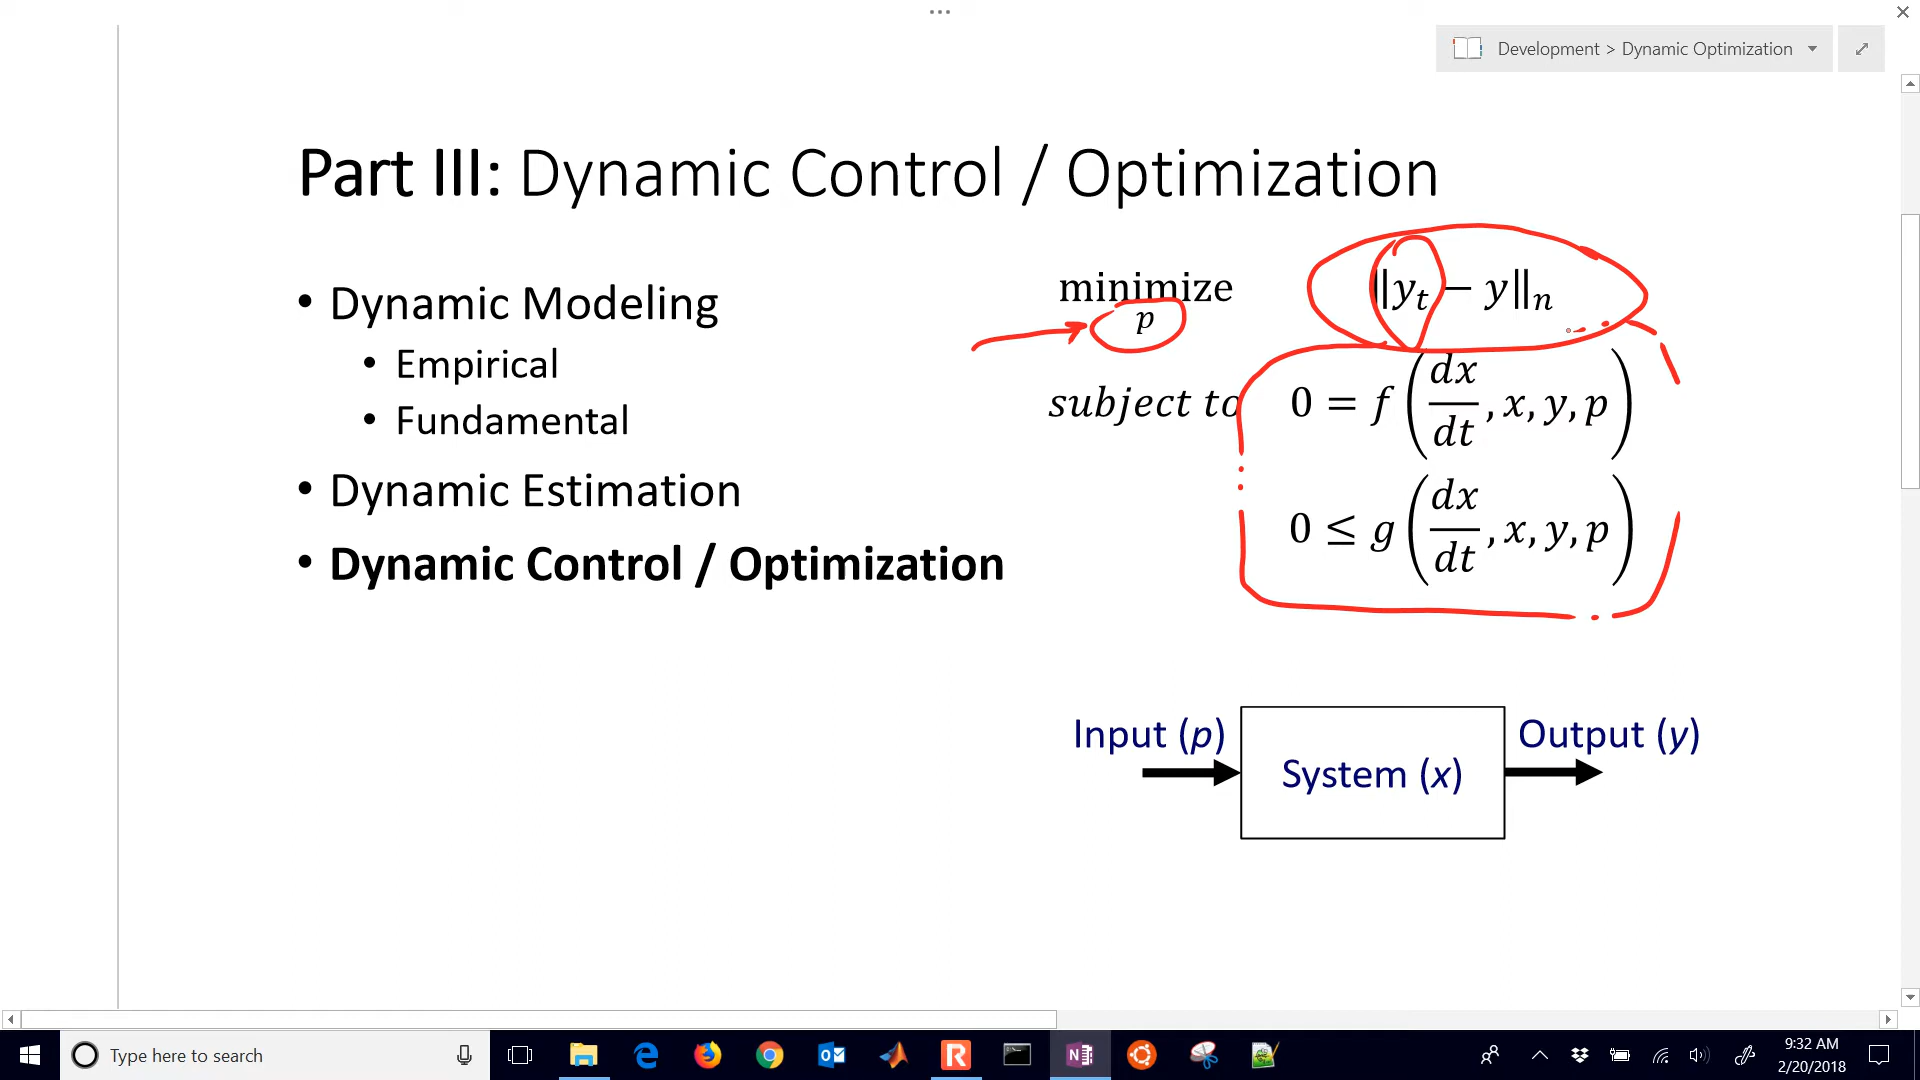 Development > Dynamic Optimization
Part III: Dynamic Control / Optimization
• Dynamic Modeling
• Empirical
• Fundamental
• Dynamic Estimation
• Dynamic Control / Optimization
minimize ‖y_t − y‖_n
p
subject to 0 = f(dx/dt, x, y, p)
0 ≤ g(dx/dt, x, y, p)
Input (p)
System (x)
Output (y)
Type here to search
9:32 AM
2/20/2018